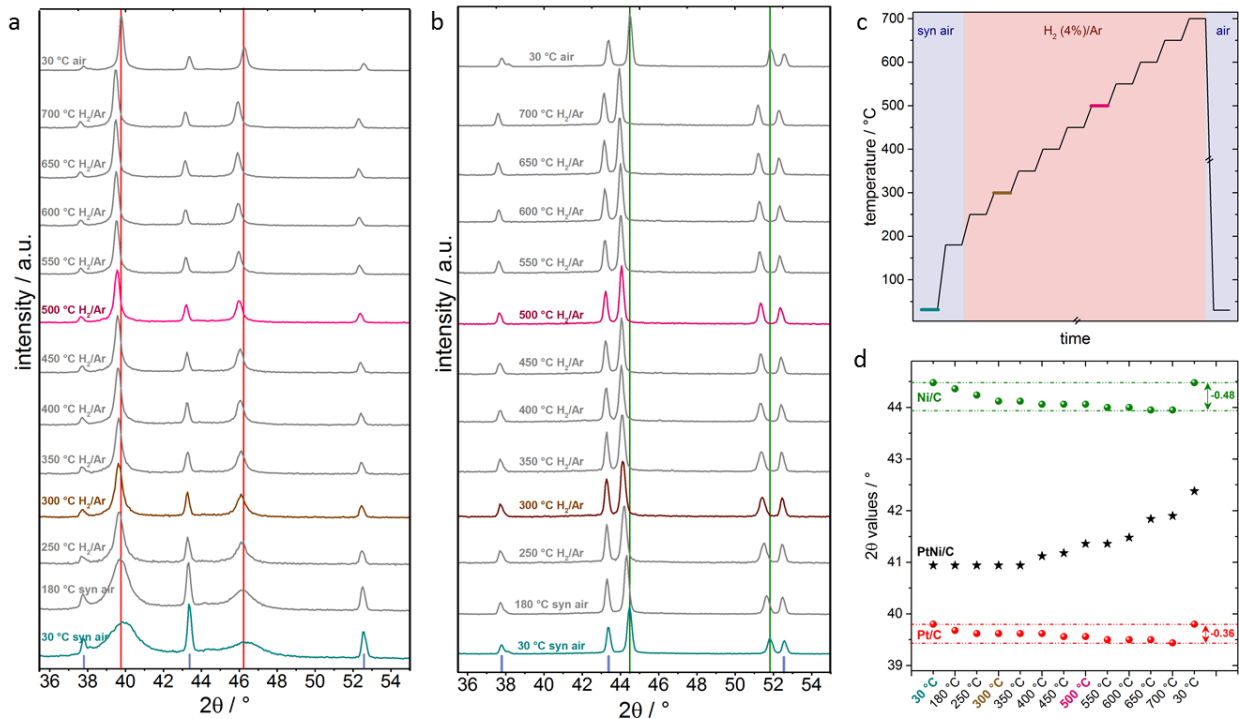 a
30 °C air
700 °C H2/Ar
650 °C H2/Ar
600 °C H2/Ar
550 °C H2/Ar
500 °C H2/Ar
450 °C H2/Ar
400 °C H2/Ar
350 °C H2/Ar
300 °C H2/Ar
250 °C H2/Ar
180 °C syn air
30 °C syn air
intensity / a.u.
36 38 40 42 44 46 48 50 52 54
2θ / °
b
30 °C air
700 °C H2/Ar
650 °C H2/Ar
600 °C H2/Ar
550 °C H2/Ar
500 °C H2/Ar
450 °C H2/Ar
400 °C H2/Ar
350 °C H2/Ar
300 °C H2/Ar
250 °C H2/Ar
180 °C syn air
30 °C syn air
intensity / a.u.
36 38 40 42 44 46 48 50 52 54
2θ / °
c
syn air
H2 (4%)/Ar
air
700
600
500
400
300
200
100
temperature / °C
time
d
44
43
42
41
40
39
2θ values / °
Ni/C
-0.48
PtNi/C
Pt/C
-0.36
30 °C
180 °C
250 °C
300 °C
350 °C
400 °C
450 °C
500 °C
550 °C
600 °C
650 °C
700 °C
30 °C